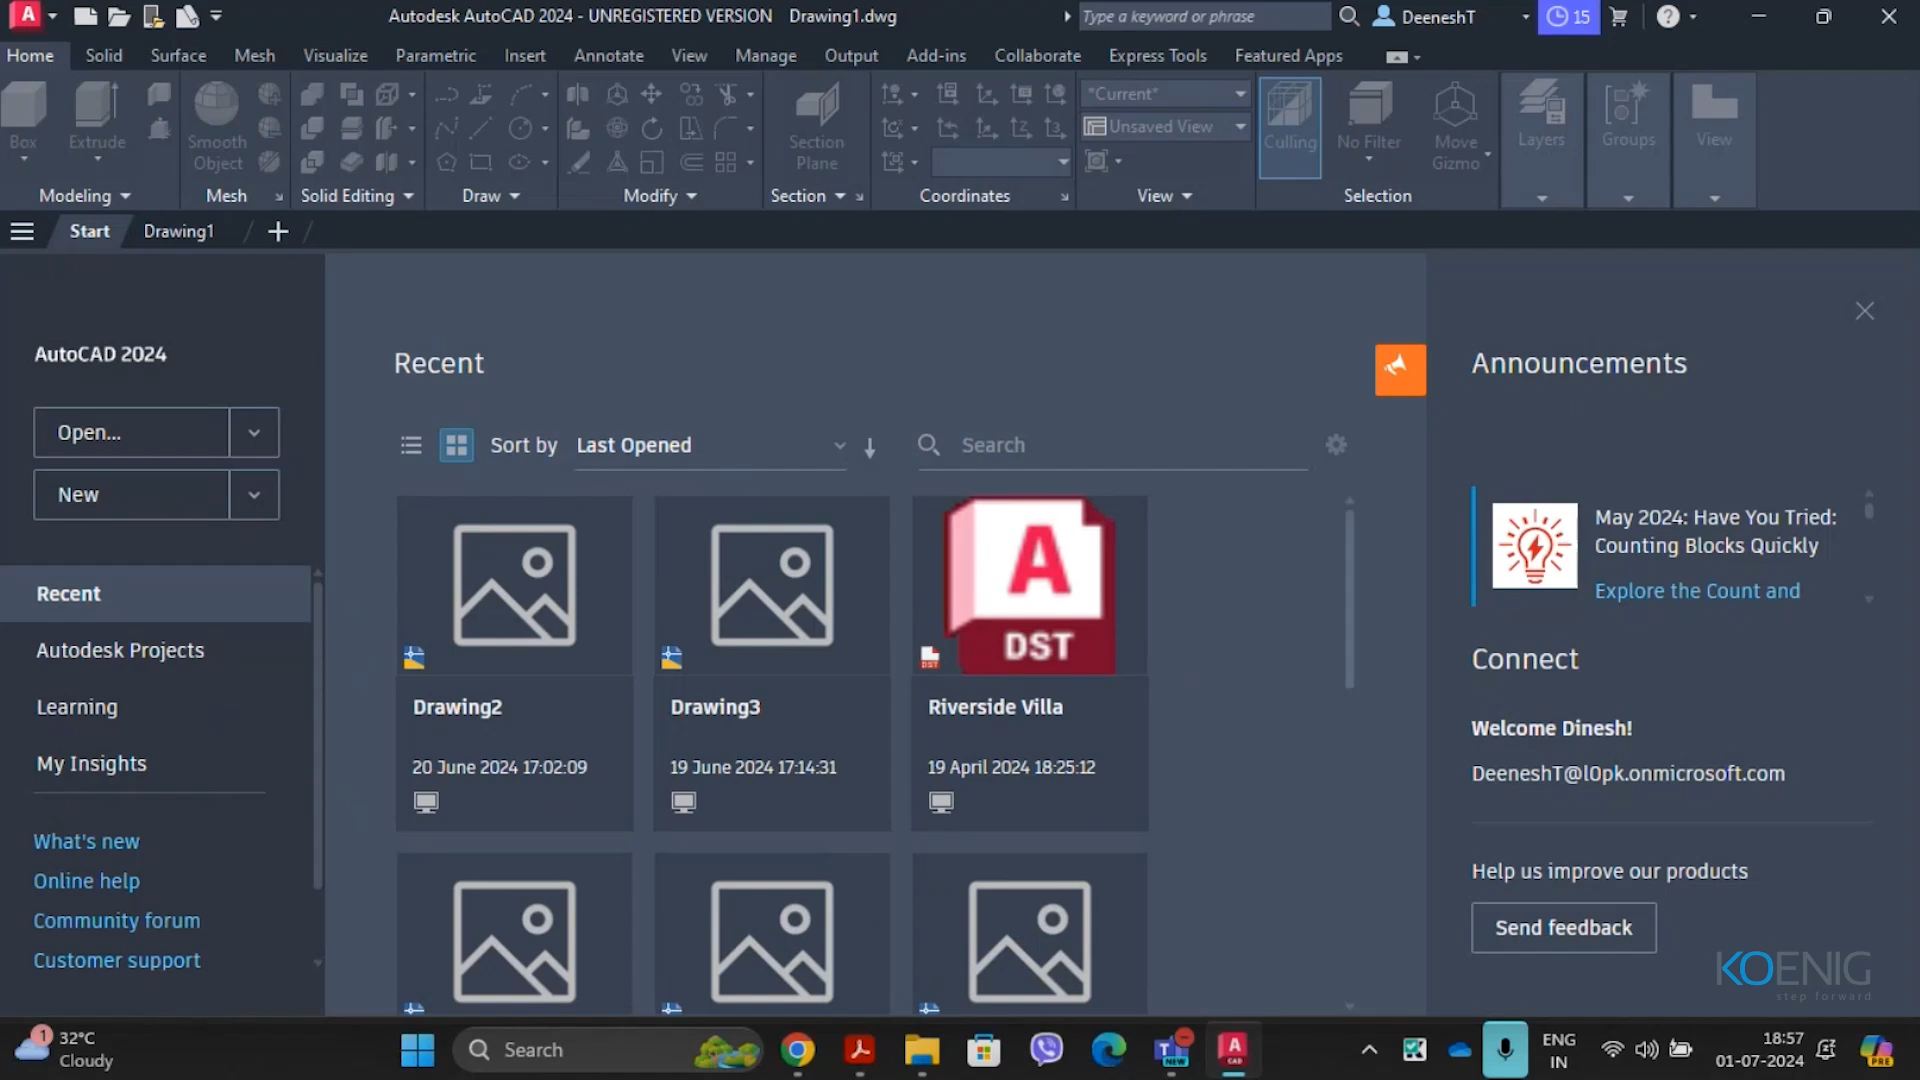 A Autodesk AutoCAD 2024 - UNREGISTERED VERSION Drawing1.dwg Type a keyword or phrase DeeneshT 15 ?
Home Solid Surface Mesh Visualize Parametric Insert Annotate View Manage Output Add-ins Collaborate Express Tools Featured Apps
*Current*
Unsaved View
Box Extrude Smooth Object Section Plane Culling No Filter Move Gizmo Layers Groups View
Modeling Mesh Solid Editing Draw Modify Section Coordinates View Selection
Start Drawing1 +
AutoCAD 2024
Open...
New
Recent
Autodesk Projects
Learning
My Insights
What's new
Online help
Community forum
Customer support
Recent
Sort by Last Opened Search
A
DST
DST
Drawing2 Drawing3 Riverside Villa
20 June 2024 17:02:09 19 June 2024 17:14:31 19 April 2024 18:25:12
Announcements
May 2024: Have You Tried:
Counting Blocks Quickly
Explore the Count and
Connect
Welcome Dinesh!
DeeneshT@l0pk.onmicrosoft.com
Help us improve our products
Send feedback
KOENIG
step forward
1
32°C
Cloudy
Search
NEW
A
CAD
ENG
IN
18:57
01-07-2024
PRE